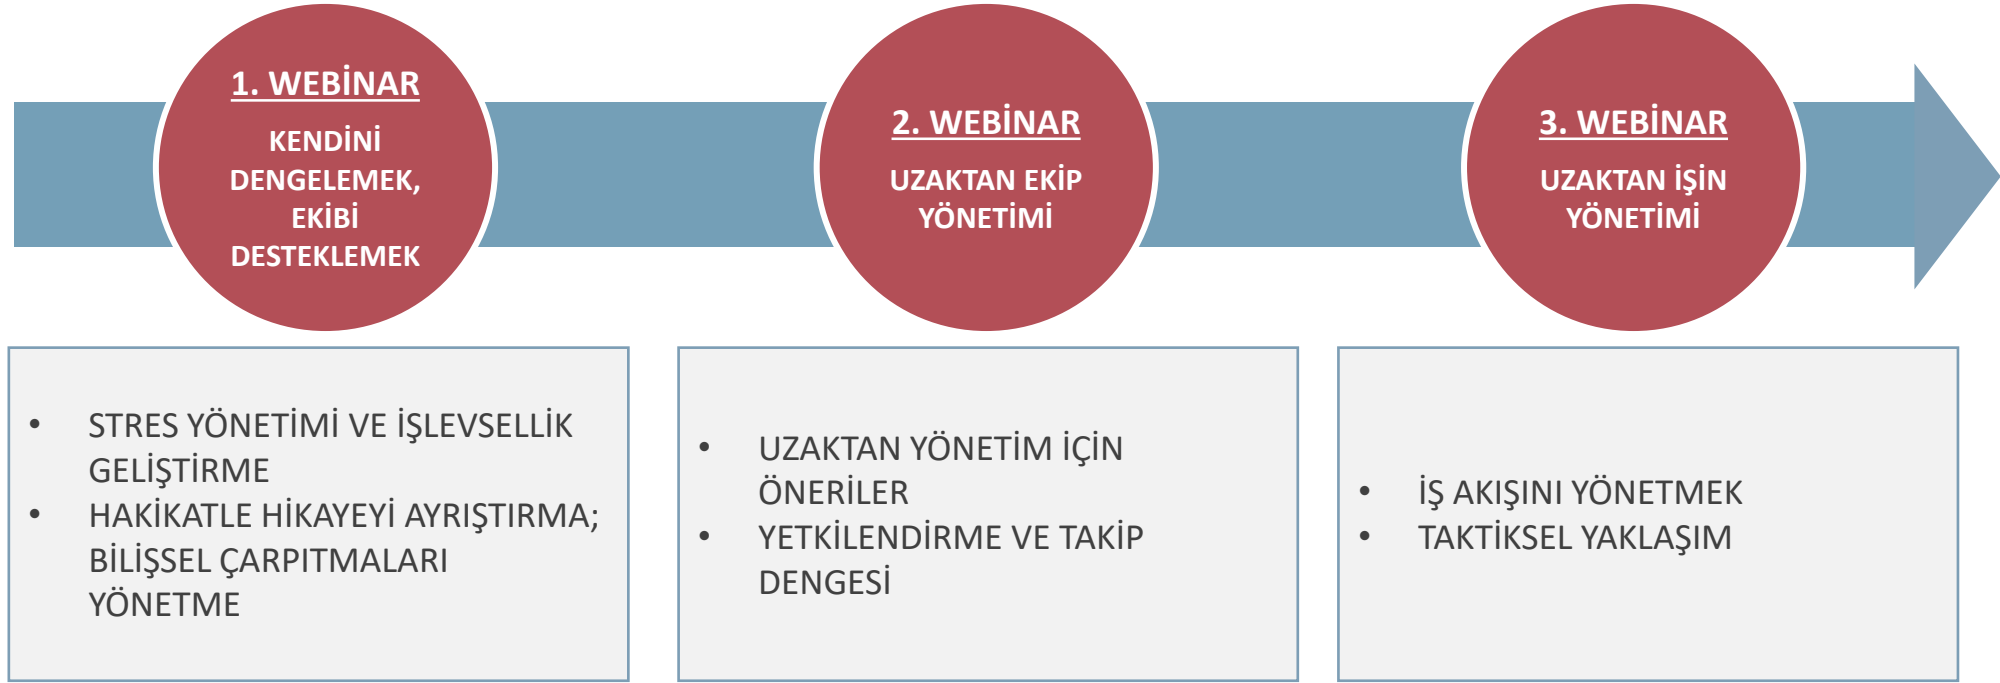 1. WEBİNAR
KENDİNİ
DENGELEMEK,
EKİBİ
DESTEKLEMEK
2. WEBİNAR
UZAKTAN EKİP
YÖNETİMİ
3. WEBİNAR
UZAKTAN İŞİN
YÖNETİMİ
• STRES YÖNETİMİ VE İŞLEVSELLİK
GELİŞTİRME
• HAKİKATLE HİKAYEYİ AYRIŞTIRMA;
BİLİŞSEL ÇARPITMALARI
YÖNETME
• UZAKTAN YÖNETİM İÇİN
ÖNERİLER
• YETKİLENDİRME VE TAKİP
DENGESİ
• İŞ AKIŞINI YÖNETMEK
• TAKTİKSEL YAKLAŞIM